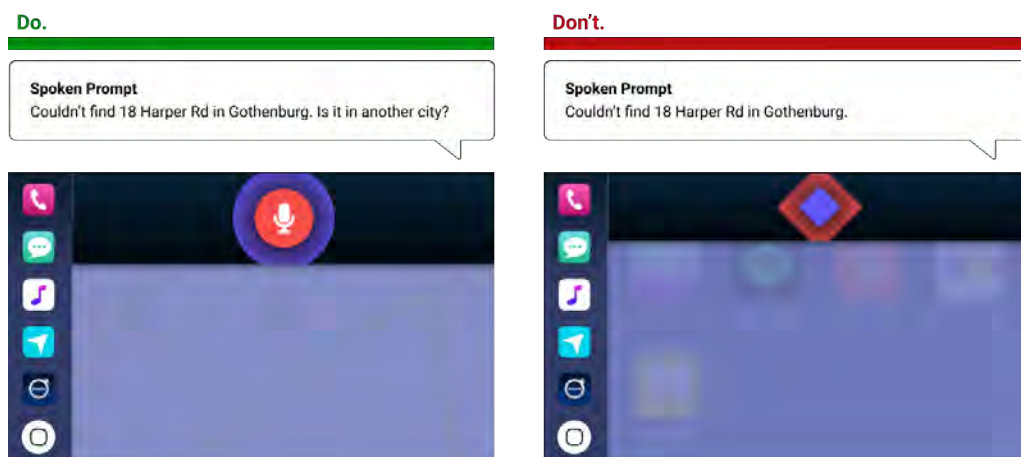 Do.
Spoken Prompt
Couldn't find 18 Harper Rd in Gothenburg. Is it in another city?
Don't.
Spoken Prompt
Couldn't find 18 Harper Rd in Gothenburg.